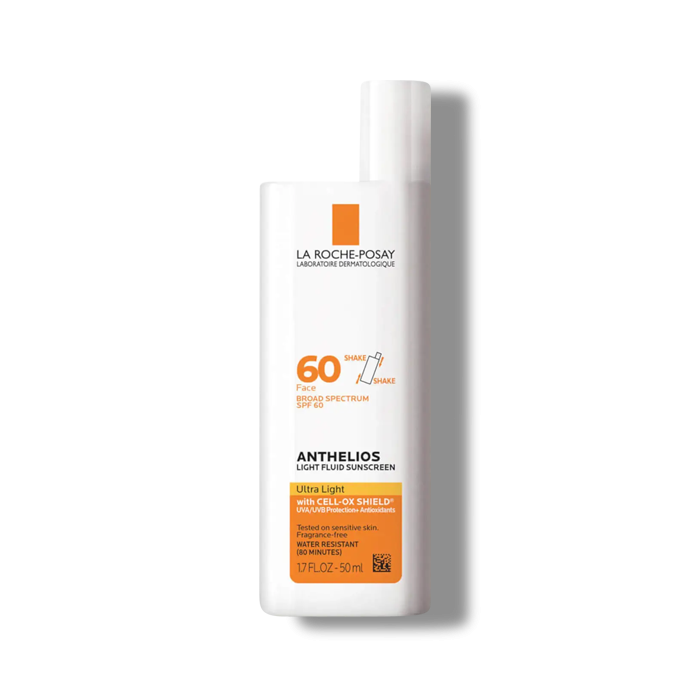 LA ROCHE-POSAY
LABORATOIRE DERMATOLOGIQUE
60
SHAKE
SHAKE
Face
BROAD SPECTRUM
SPF 60
ANTHELIOS
LIGHT FLUID SUNSCREEN
Ultra Light
with CELL-OX SHIELD®
UVA/UVB Protection+ Antioxidants
Tested on sensitive skin.
Fragrance-free
WATER RESISTANT
(80 MINUTES)
1.7 FL.OZ - 50 ml